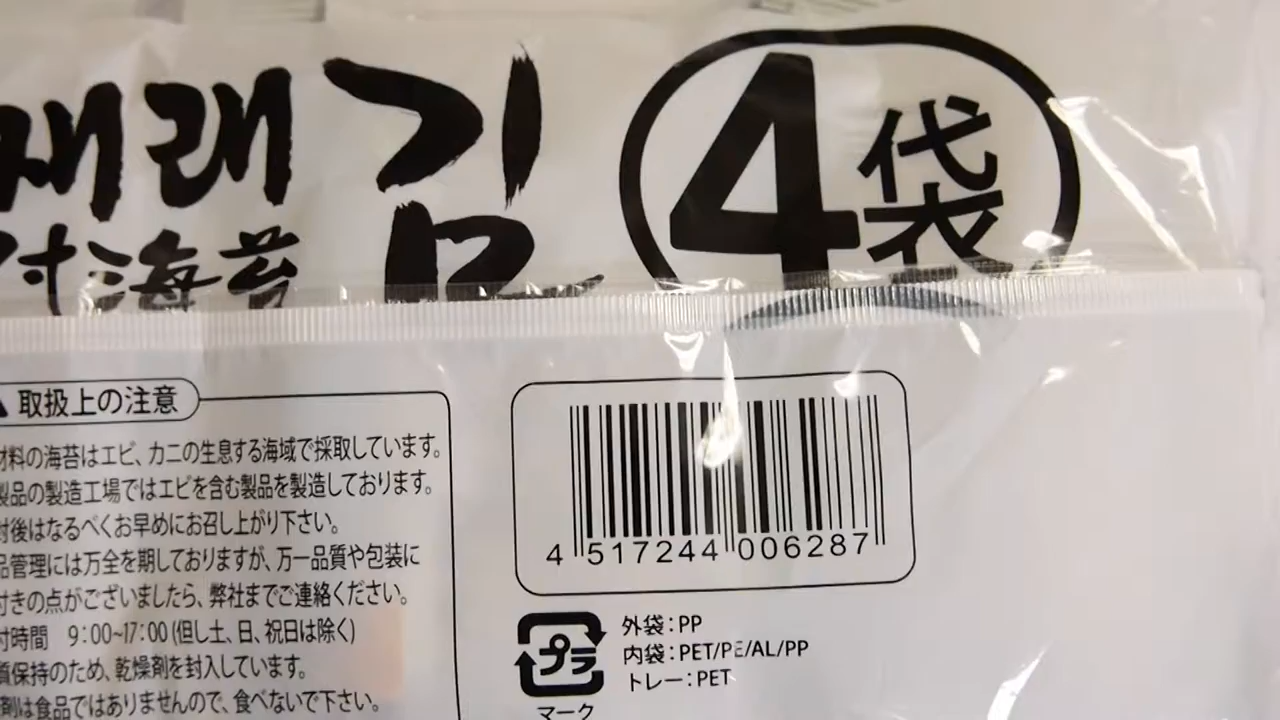 재래김
付海苔
4袋
取扱上の注意
材料の海苔はエビ、カニの生息する海域で採取しています。
製品の製造工場ではエビを含む製品を製造しております。
封後はなるべくお早めにお召し上がり下さい。
品管理には万全を期しておりますが、万一品質や包装に
付きの点がございましたら、弊社までご連絡ください。
付時間 9:00~17:00(但し土、日、祝日は除く)
質保持のため、乾燥剤を封入しています。
剤は食品ではありませんので、食べないで下さい。
4 517244 006287
プラ
外袋:PP
内袋:PET/PE/AL/PP
トレー:PET
マーク